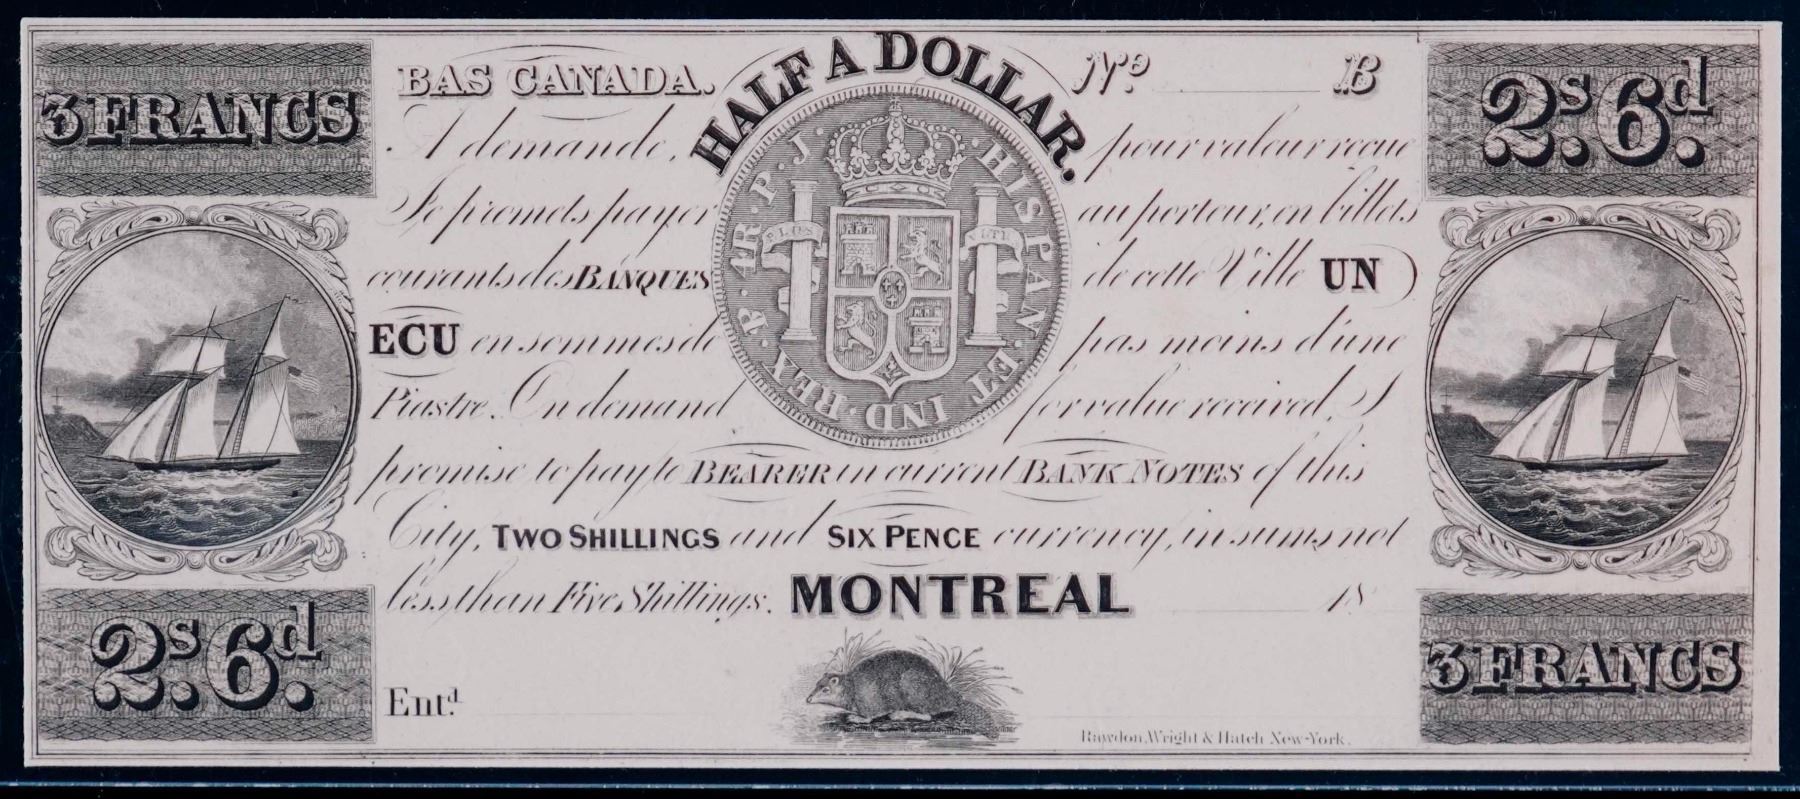 3 FRANCS
BAS CANADA.
HALF A DOLLAR.
Nº. B
2s. 6d.
A demande, pour valeur recue
Je promets payer au porteur, en billets
courants des BANQUES de cette Ville UN
ECU en sommes de pas moins d'une
Piastre. On demand for value received, I
promise to pay to BEARER in current BANK NOTES of this
City, TWO SHILLINGS and SIX PENCE currency, in sums not
less than Five Shillings. MONTREAL 18
HISPAN · ET IND · REX · P · 4R · P · J ·
PLUS
VLTR
2s. 6d.
Entd.
Rawdon, Wright & Hatch New-York.
3 FRANCS